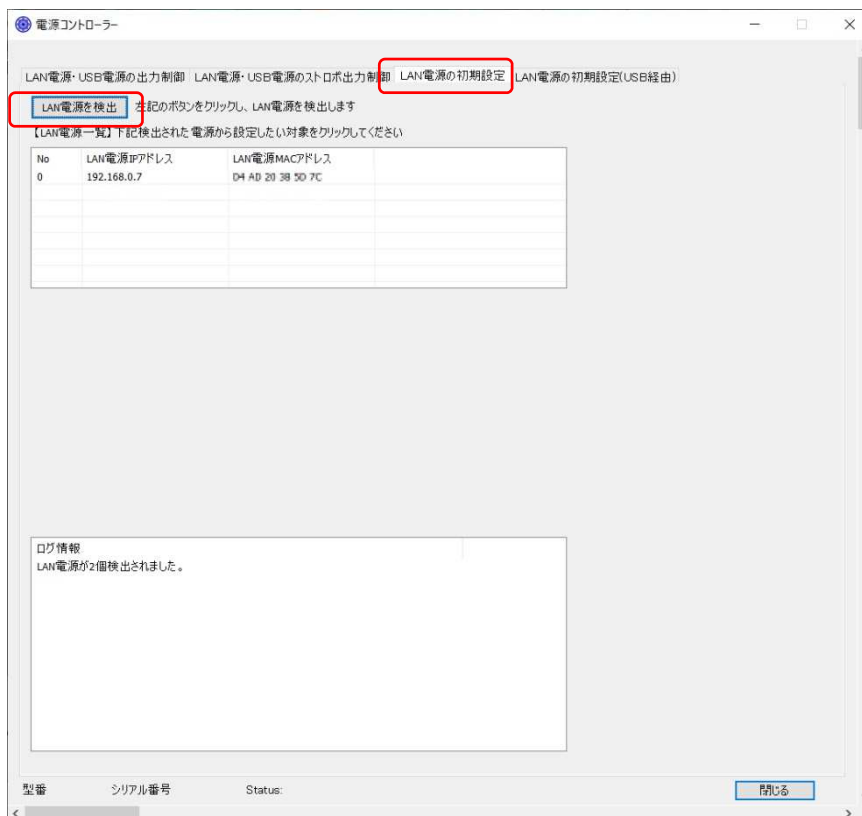 電源コントローラー
LAN電源・USB電源の出力制御 LAN電源・USB電源のストロボ出力制御 LAN電源の初期設定 LAN電源の初期設定(USB経由)
LAN電源を検出 左記のボタンをクリックし、LAN電源を検出します
【LAN電源一覧】下記検出された電源から設定したい対象をクリックしてください
No LAN電源IPアドレス LAN電源MACアドレス
0 192.168.0.7 D4 AD 20 38 5D 7C
ログ情報
LAN電源が2個検出されました。
型番 シリアル番号 Status: 閉じる